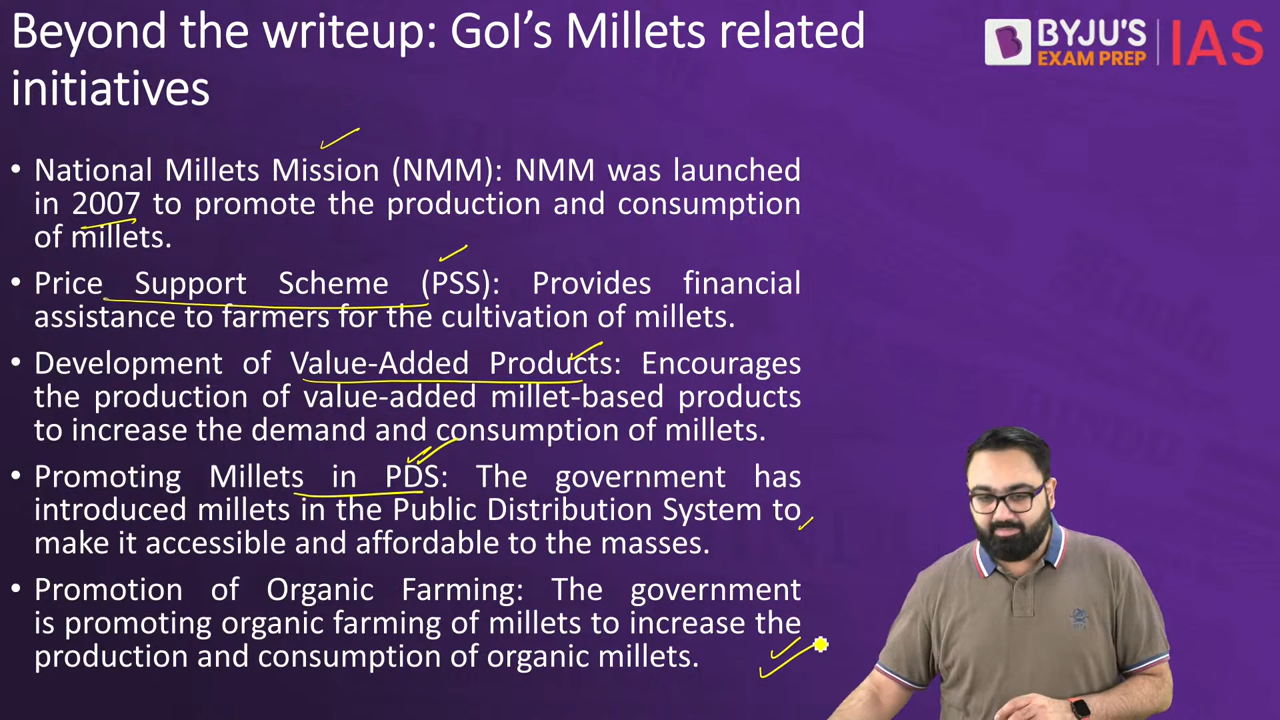 Beyond the writeup: GoI's Millets related
initiatives
BYJU'S
EXAM PREP
IAS
• National Millets Mission (NMM): NMM was launched
in 2007 to promote the production and consumption
of millets.
• Price Support Scheme (PSS): Provides financial
assistance to farmers for the cultivation of millets.
• Development of Value-Added Products: Encourages
the production of value-added millet-based products
to increase the demand and consumption of millets.
• Promoting Millets in PDS: The government has
introduced millets in the Public Distribution System to
make it accessible and affordable to the masses.
• Promotion of Organic Farming: The government
is promoting organic farming of millets to increase the
production and consumption of organic millets.